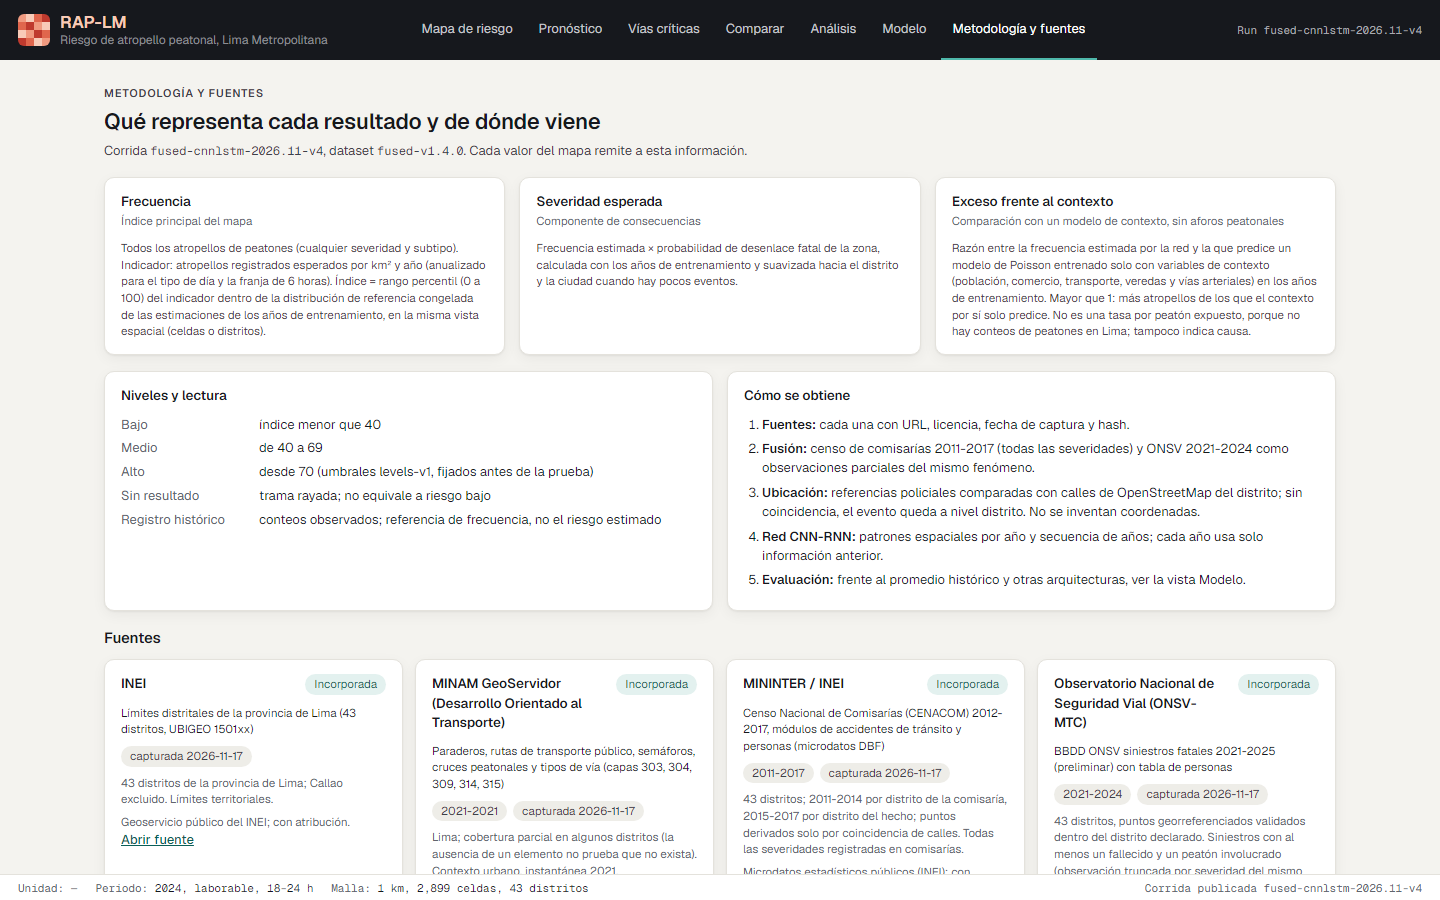 RAP-LM
Riesgo de atropello peatonal, Lima Metropolitana
Mapa de riesgo
Pronóstico
Vías críticas
Comparar
Análisis
Modelo
Metodología y fuentes
Run fused-cnnlstm-2026.11-v4
METODOLOGÍA Y FUENTES
Qué representa cada resultado y de dónde viene
Corrida fused-cnnlstm-2026.11-v4, dataset fused-v1.4.0. Cada valor del mapa remite a esta información.
Frecuencia
Índice principal del mapa
Todos los atropellos de peatones (cualquier severidad y subtipo).
Indicador: atropellos registrados esperados por km² y año (anualizado
para el tipo de día y la franja de 6 horas). Índice = rango percentil (0 a
100) del indicador dentro de la distribución de referencia congelada
de las estimaciones de los años de entrenamiento, en la misma vista
espacial (celdas o distritos).
Severidad esperada
Componente de consecuencias
Frecuencia estimada × probabilidad de desenlace fatal de la zona,
calculada con los años de entrenamiento y suavizada hacia el distrito
y la ciudad cuando hay pocos eventos.
Exceso frente al contexto
Comparación con un modelo de contexto, sin aforos peatonales
Razón entre la frecuencia estimada por la red y la que predice un
modelo de Poisson entrenado solo con variables de contexto
(población, comercio, transporte, veredas y vías arteriales) en los años
de entrenamiento. Mayor que 1: más atropellos de los que el contexto
por sí solo predice. No es una tasa por peatón expuesto, porque no
hay conteos de peatones en Lima; tampoco indica causa.
Niveles y lectura
Bajo índice menor que 40
Medio de 40 a 69
Alto desde 70 (umbrales levels-v1, fijados antes de la prueba)
Sin resultado trama rayada; no equivale a riesgo bajo
Registro histórico conteos observados; referencia de frecuencia, no el riesgo estimado
Cómo se obtiene
1. Fuentes: cada una con URL, licencia, fecha de captura y hash.
2. Fusión: censo de comisarías 2011-2017 (todas las severidades) y ONSV 2021-2024 como
observaciones parciales del mismo fenómeno.
3. Ubicación: referencias policiales comparadas con calles de OpenStreetMap del distrito; sin
coincidencia, el evento queda a nivel distrito. No se inventan coordenadas.
4. Red CNN-RNN: patrones espaciales por año y secuencia de años; cada año usa solo
información anterior.
5. Evaluación: frente al promedio histórico y otras arquitecturas, ver la vista Modelo.
Fuentes
INEI
Incorporada
Límites distritales de la provincia de Lima (43
distritos, UBIGEO 1501xx)
capturada 2026-11-17
43 distritos de la provincia de Lima; Callao
excluido. Límites territoriales.
Geoservicio público del INEI; con atribución.
Abrir fuente
MINAM GeoServidor
(Desarrollo Orientado al
Transporte)
Incorporada
Paraderos, rutas de transporte público, semáforos,
cruces peatonales y tipos de vía (capas 303, 304,
309, 314, 315)
2021-2021
capturada 2026-11-17
Lima; cobertura parcial en algunos distritos (la
ausencia de un elemento no prueba que no exista).
Contexto urbano, instantánea 2021
MININTER / INEI
Incorporada
Censo Nacional de Comisarías (CENACOM) 2012-
2017, módulos de accidentes de tránsito y
personas (microdatos DBF)
2011-2017
capturada 2026-11-17
43 distritos; 2011-2014 por distrito de la comisaría,
2015-2017 por distrito del hecho; puntos
derivados solo por coincidencia de calles. Todas
las severidades registradas en comisarías.
Microdatos estadísticos públicos (INEI); con
Observatorio Nacional de
Seguridad Vial (ONSV-
MTC)
Incorporada
BBDD ONSV siniestros fatales 2021-2025
(preliminar) con tabla de personas
2021-2024
capturada 2026-11-17
43 distritos, puntos georreferenciados validados
dentro del distrito declarado. Siniestros con al
menos un fallecido y un peatón involucrado
(observación truncada por severidad del mismo
Unidad: —
Periodo: 2024, laborable, 18-24 h
Malla: 1 km, 2,899 celdas, 43 distritos
Corrida publicada fused-cnnlstm-2026.11-v4